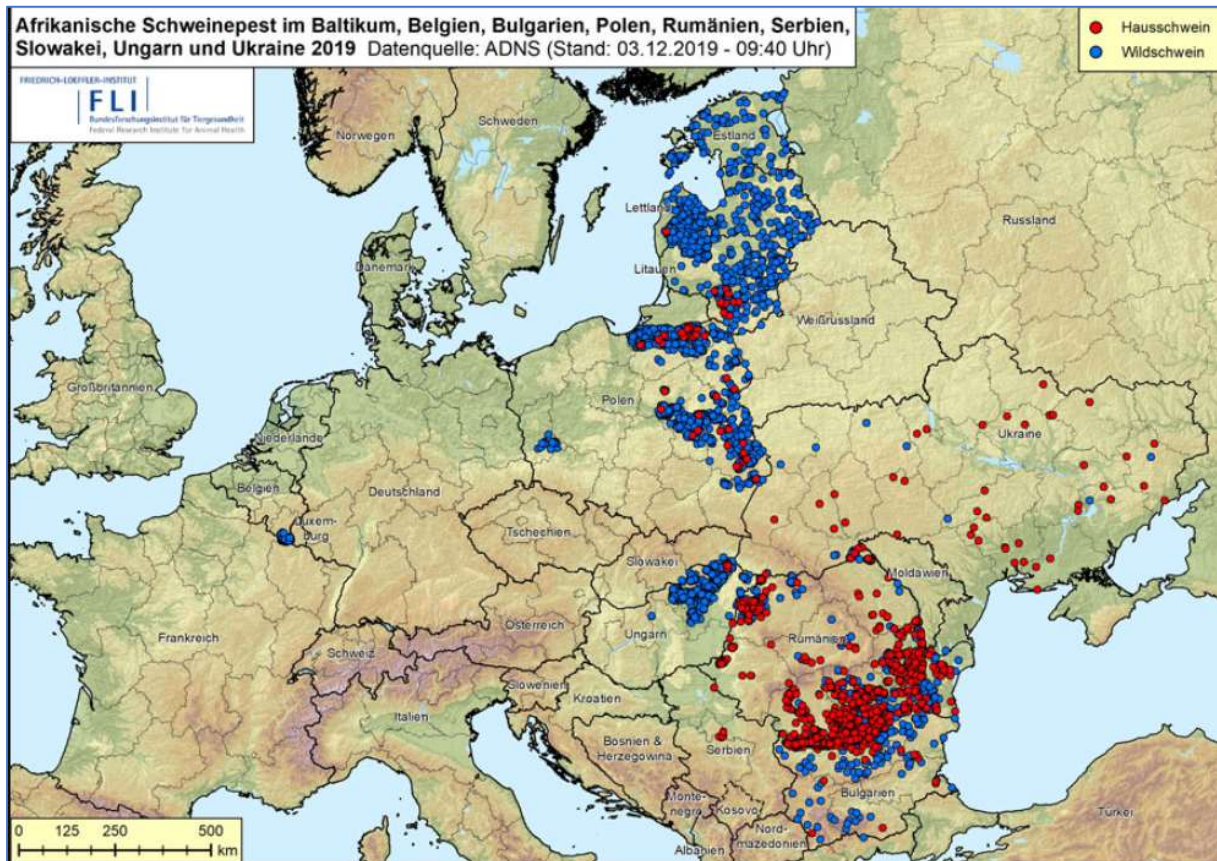 Afrikanische Schweinepest im Baltikum, Belgien, Bulgarien, Polen, Rumänien, Serbien,
Slowakei, Ungarn und Ukraine 2019 Datenquelle: ADNS (Stand: 03.12.2019 - 09:40 Uhr)
Hausschwein
Wildschwein
FRIEDRICH-LOEFFLER-INSTITUT
FLI
Bundesforschungsinstitut für Tiergesundheit
Federal Research Institute for Animal Health
Norwegen
Schweden
Estland
Lettland
Russland
Dänemark
Litauen
Weißrussland
Großbritannien
Polen
Niederlande
Ukraine
Belgien
Deutschland
Luxem-
burg
Tschechien
Slowakei
Moldawien
Frankreich
Österreich
Ungarn
Rumänien
Schweiz
Slowenien
Kroatien
Italien
Bosnien &
Herzegowina
Serbien
Bulgarien
Monte-
negro
Kosovo
Nord-
mazedonien
Albanien
Türkei
0 125 250 500
km